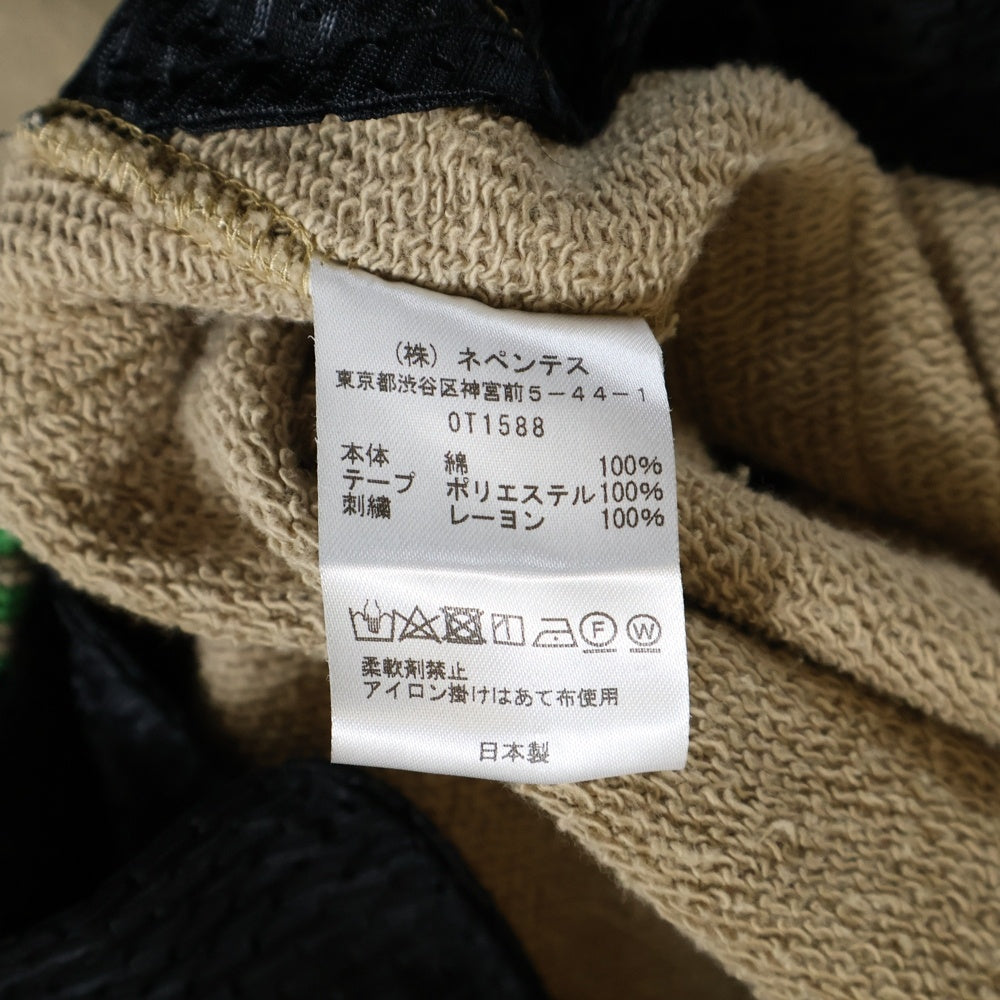 （株）ネペンテス
東京都渋谷区神宮前5-44-1
OT1588
本体 綿 100%
テープ ポリエステル 100%
刺繍 レーヨン 100%
F W
柔軟剤禁止
アイロン掛けはあて布使用
日本製